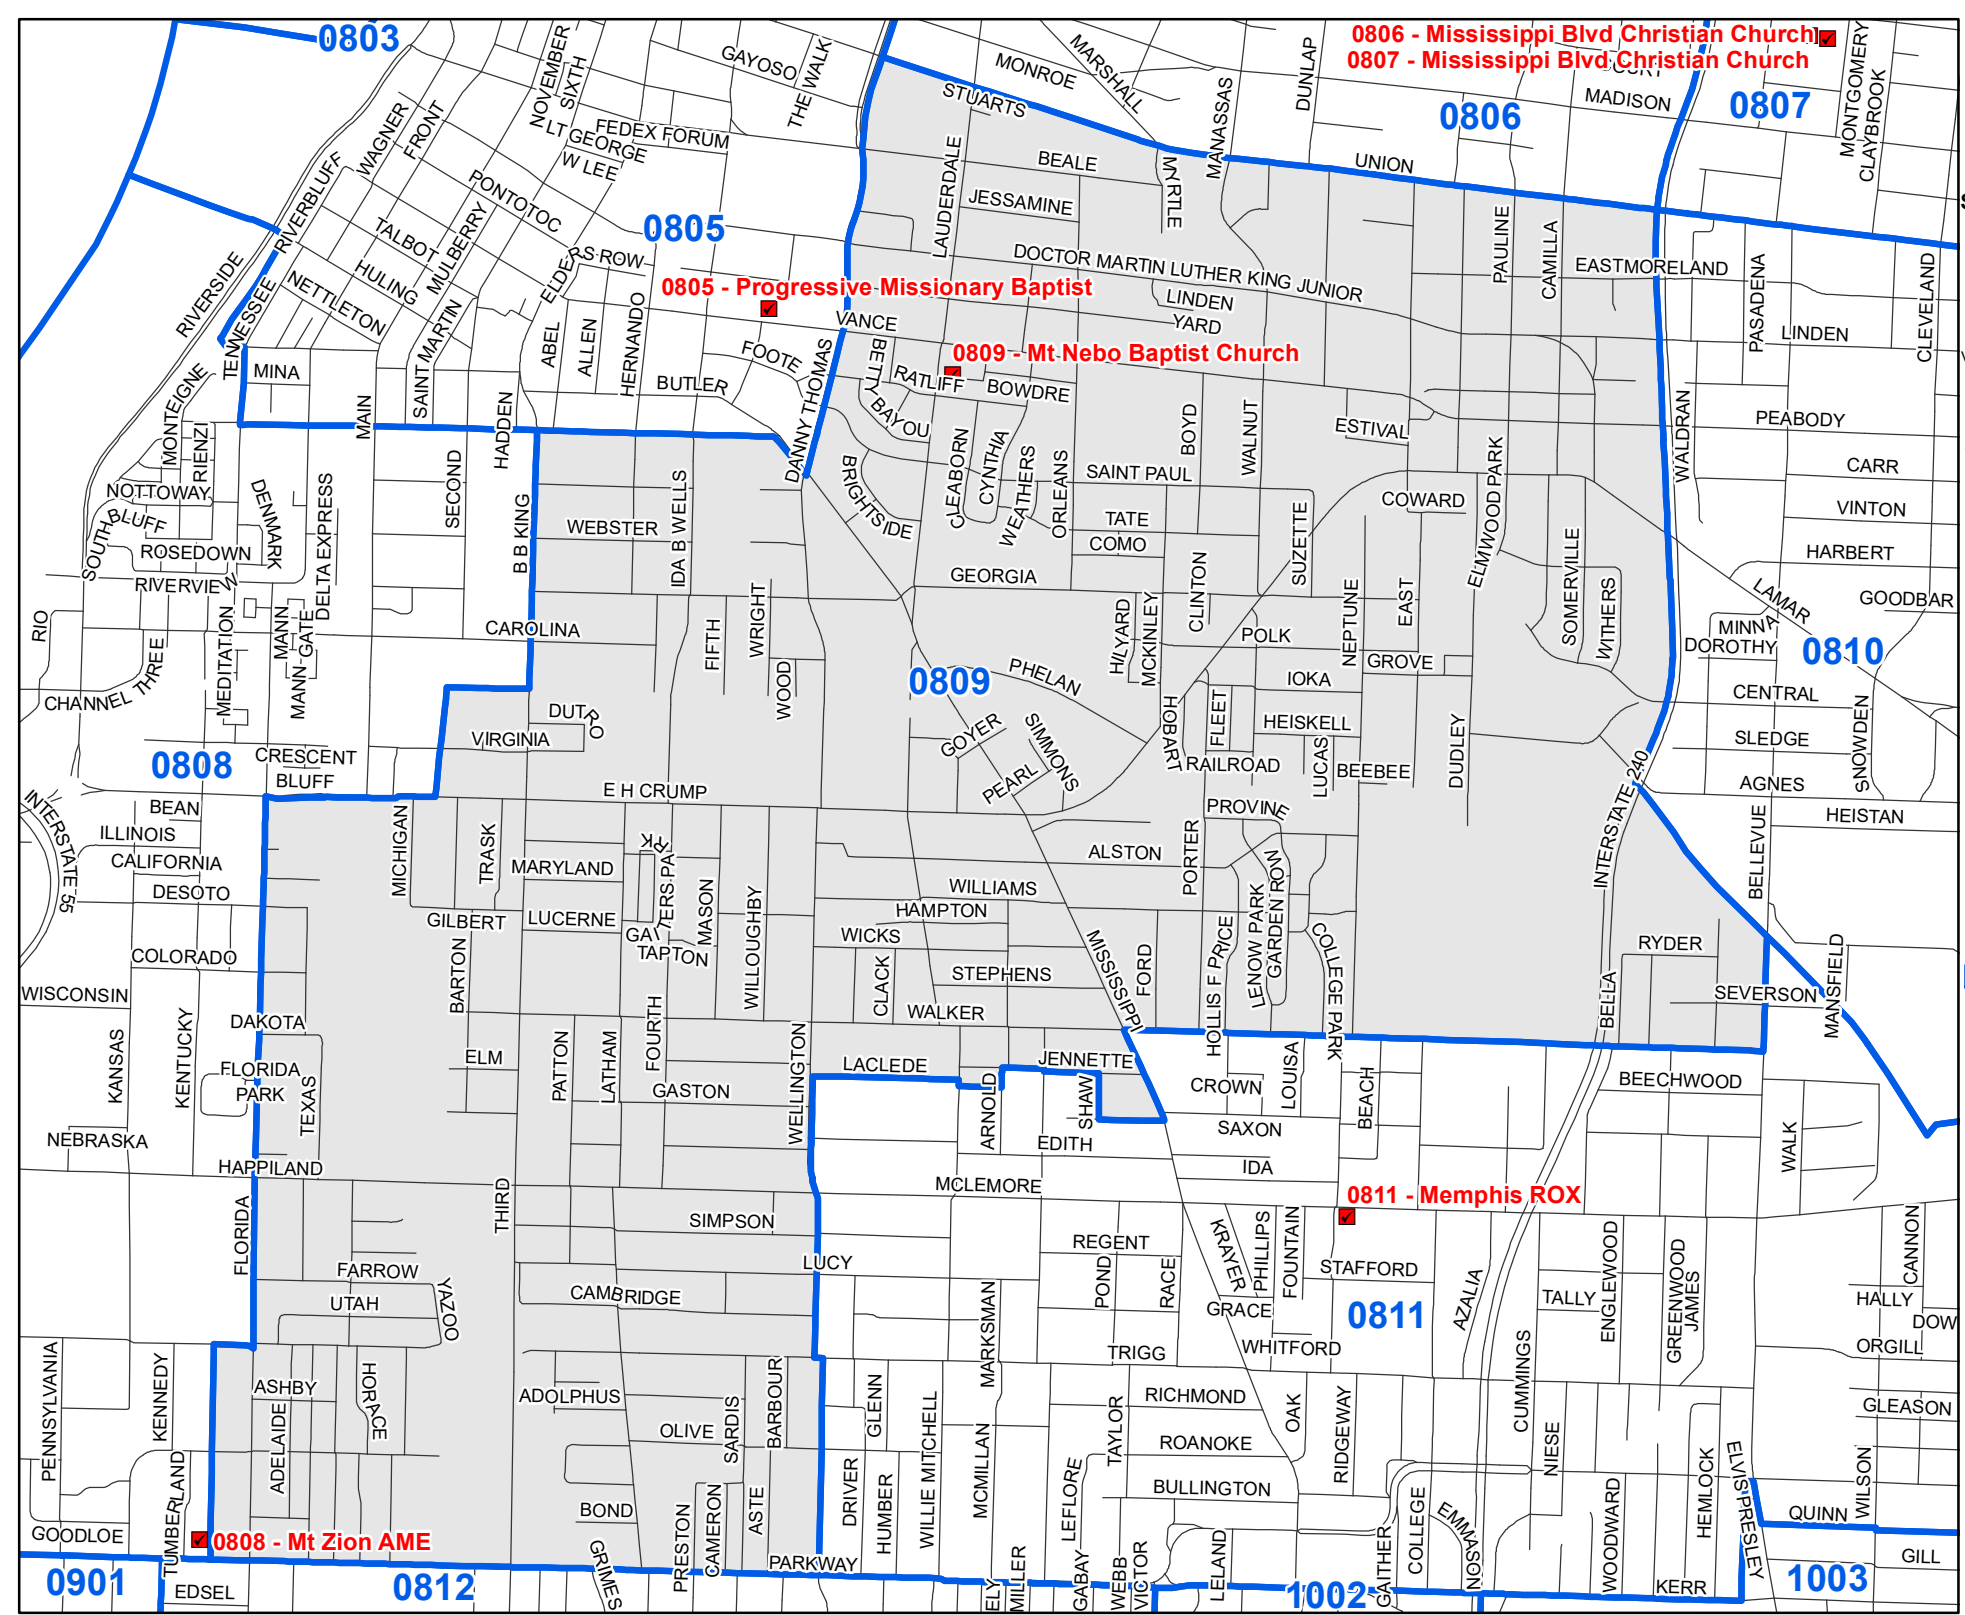 0803
GAYOSO
THE WALK
NOVEMBER
SIXTH
MONROE
MARSHALL
DUNLAP
MANASSAS
0806 - Mississippi Blvd Christian Church
0807 - Mississippi Blvd Christian Church
MADISON
0806
0807
MONTGOMERY
CLAYBROOK
STUARTS
WAGNER
FRONT
N LT GEORGE
W LEE
FEDEX FORUM
RIVERBLUFF
PONTOTOC
TALBOT
MULBERRY
HULING
NETTLETON
0805
LAUDERDALE
BEALE
JESSAMINE
MYRTLE
UNION
PAULINE
CAMILLA
DOCTOR MARTIN LUTHER KING JUNIOR
LINDEN
YARD
EASTMORELAND
PASADENA
LINDEN
CLEVELAND
RIVERSIDE
TENNESSEE
SAINT MARTIN
ELDER
RS ROW
0805 - Progressive Missionary Baptist
VANCE
ABEL
ALLEN
HERNANDO
FOOTE
BUTLER
DANNY THOMAS
BETTY
BAYOU
RATLIFF
BOWDRE
0809 - Mt Nebo Baptist Church
MINA
MONTEIGNE
RIENZI
MAIN
HADDEN
BOYD
WALNUT
ESTIVAL
WALDRAN
PEABODY
CARR
VINTON
HARBERT
GOODBAR
NOTTOWAY
SOUTH
BLUFF
ROSEDOWN
RIVERVIEW
DENMARK
DELTA EXPRESS
SECOND
B B KING
WEBSTER
IDA B WELLS
BRIGHTSIDE
CLEABORN
CYNTHIA
WEATHERS
ORLEANS
SAINT PAUL
TATE
COMO
GEORGIA
SUZETTE
COWARD
ELMWOOD PARK
SOMERVILLE
WITHERS
LAMAR
MINNA
DOROTHY
0810
RIO
MEDITATION
MANN
MANN GATE
CAROLINA
FIFTH
WRIGHT
WOOD
0809
PHELAN
HILYARD
MCKINLEY
CLINTON
POLK
NEPTUNE
EAST
GROVE
IOKA
CHANNEL THREE
DUTRO
VIRGINIA
GOYER
SIMMONS
PEARL
HOBART
FLEET
HEISKELL
RAILROAD
LUCAS
BEEBEE
DUDLEY
CENTRAL
SLEDGE
SNOWDEN
AGNES
HEISTAN
0808
CRESCENT
BLUFF
BEAN
ILLINOIS
CALIFORNIA
DESOTO
INTERSTATE 55
E H CRUMP
INTERSTATE 240
BELLEVUE
MICHIGAN
TRASK
MARYLAND
GAITERS PARK
MASON
WILLOUGHBY
PROVINE
PORTER
ALSTON
WILLIAMS
HAMPTON
WICKS
CLACK
STEPHENS
WALKER
MISSISSIPPI
FORD
HOLLIS F PRICE
LENOW PARK
GARDEN ROW
COLLEGE PARK
COLORADO
WISCONSIN
GILBERT
LUCERNE
TAPTON
BARTON
RYDER
SEVERSON
MANSFIELD
BELLA
DAKOTA
KANSAS
KENTUCKY
FLORIDA
PARK
TEXAS
ELM
PATTON
LATHAM
FOURTH
GASTON
WELLINGTON
LACLEDE
JENNETTE
ARNOLD
SHAW
EDITH
CROWN
LOUISA
BEACH
SAXON
IDA
BEECHWOOD
WALK
NEBRASKA
HAPPILAND
FLORIDA
THIRD
SIMPSON
MCLEMORE
0811 - Memphis ROX
LUCY
REGENT
POND
RACE
KRAYER
PHILLIPS
FOUNTAIN
STAFFORD
GRACE
0811
WHITFORD
AZALIA
TALLY
ENGLEWOOD
GREENWOOD
JAMES
CANNON
HALLY
DOW
ORGILL
FARROW
UTAH
YAZOO
CAMBRIDGE
MARKSMAN
TRIGG
PENNSYLVANIA
KENNEDY
ASHBY
ADELAIDE
HORACE
ADOLPHUS
OLIVE
SARDIS
BARBOUR
GLENN
WILLIE MITCHELL
MCMILLAN
TAYLOR
RICHMOND
ROANOKE
BULLINGTON
OAK
RIDGEWAY
CUMMINGS
NIESE
GLEASON
TUMBERLAND
GOODLOE
0808 - Mt Zion AME
BOND
GRIMES
PRESTON
CAMERON
ASTE
DRIVER
HUMBER
LEFLORE
PARKWAY
COLLEGE
EMMASON
WOODWARD
HEMLOCK
ELVIS PRESLEY
WILSON
QUINN
GILL
0901
EDSEL
0812
ELY
MILLER
GABAY
WEBB
VICTOR
LELAND
1002
GAITHER
KERR
1003